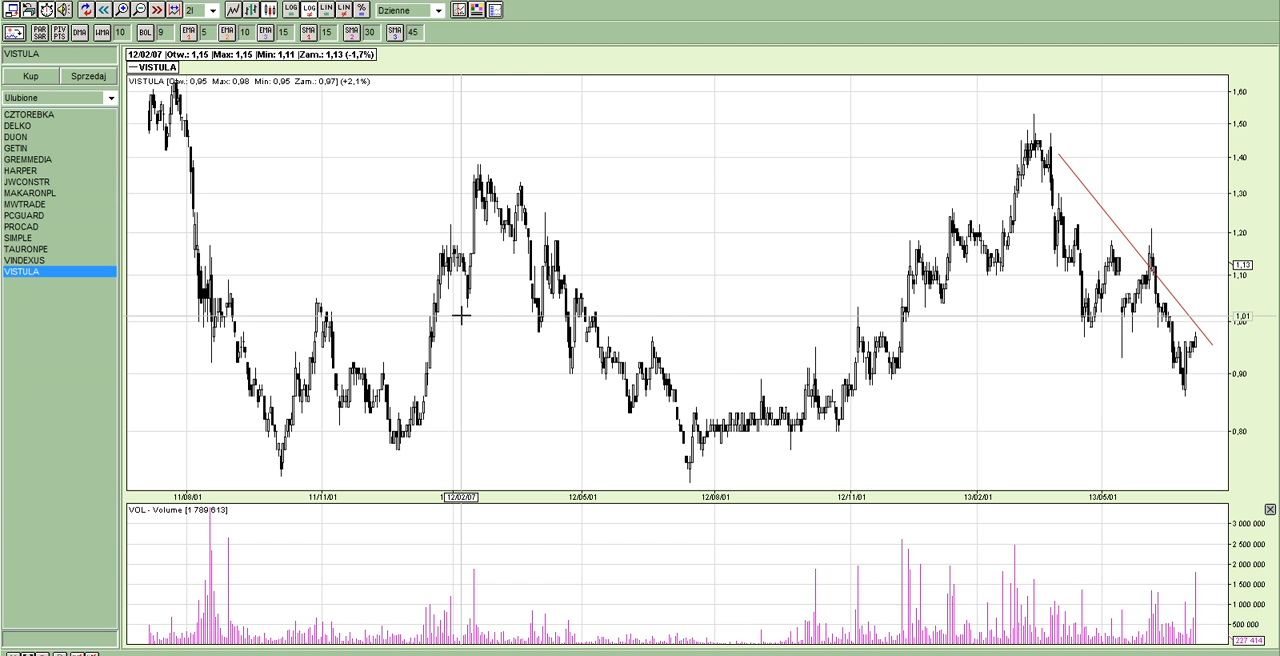 2l LOG LOG LIN LIN % Dzienne
PAR SAR PIV PTS DMA WMA 10 BOL 9 EMA 1 5 EMA 2 10 EMA 3 15 SMA 1 15 SMA 2 30 SMA 3 45
VISTULA
Kup Sprzedaj
Ulubione
CZTOREBKA
DELKO
DUON
GETIN
GREMMEDIA
HARPER
JWCONSTR
MAKARONPL
MWTRADE
PCGUARD
PROCAD
SIMPLE
TAURONPE
VINDEXUS
VISTULA
12/02/07 |Otw.: 1,15 |Max: 1,15 |Min: 1,11 |Zam.: 1,13 (-1,7%)
VISTULA
VISTULA [Otw.: 0,95 Max: 0,98 Min: 0,95 Zam.: 0,97] (+2,1%)
1,60
1,50
1,40
1,30
1,20
1,13
1,10
1,01
1,00
0,90
0,80
11/08/01 11/11/01 12/02/07 12/05/01 12/08/01 12/11/01 13/02/01 13/05/01
VOL - Volume [1 789 613]
3 000 000
2 500 000
2 000 000
1 500 000
1 000 000
500 000
227 414